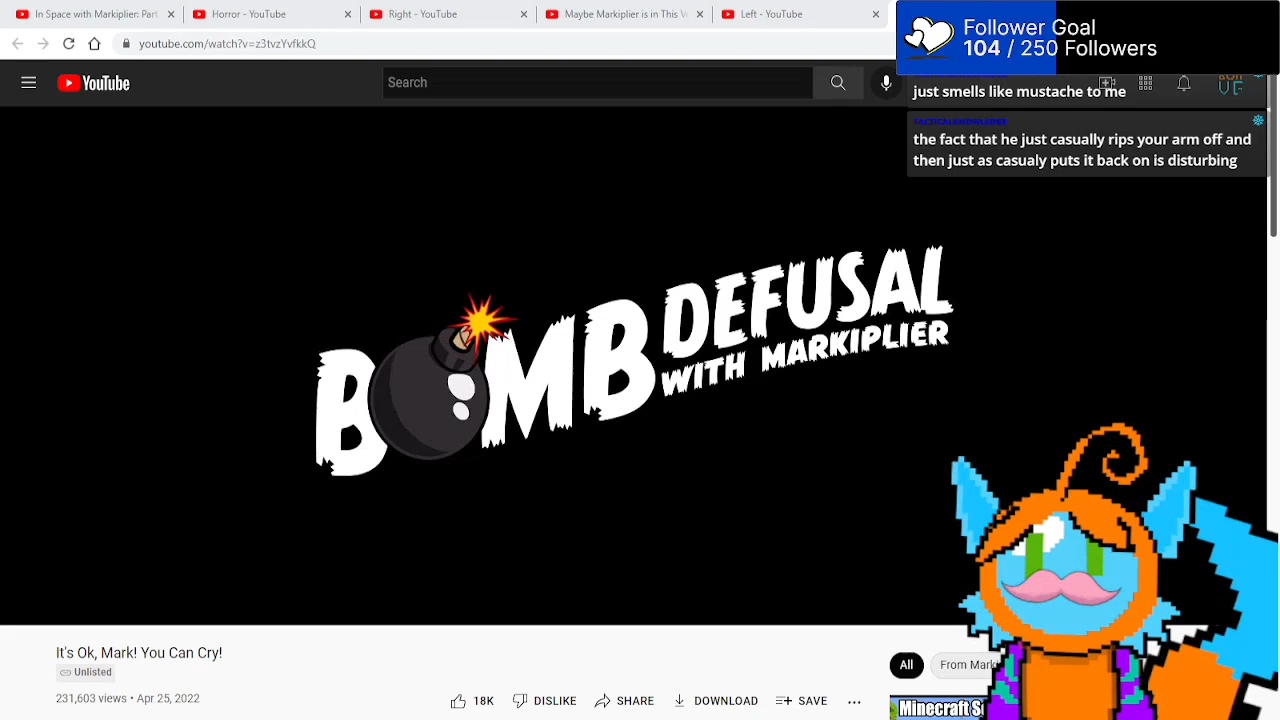 In Space with Markiplier: Part
Horror - YouTube
Right - YouTube
Maybe Markiplier is in This V
Left - YouTube
Follower Goal
104 / 250 Followers
youtube.com/watch?v=z3tvzYvfkkQ
YouTube
Search
just smells like mustache to me
the fact that he just casually rips your arm off and
then just as casualy puts it back on is disturbing
BOMB DEFUSAL
WITH MARKIPLIER
It's Ok, Mark! You Can Cry!
Unlisted
231,603 views • Apr 25, 2022
18K
DISLIKE
SHARE
DOWNLOAD
SAVE
All
From Mark
Minecraft S